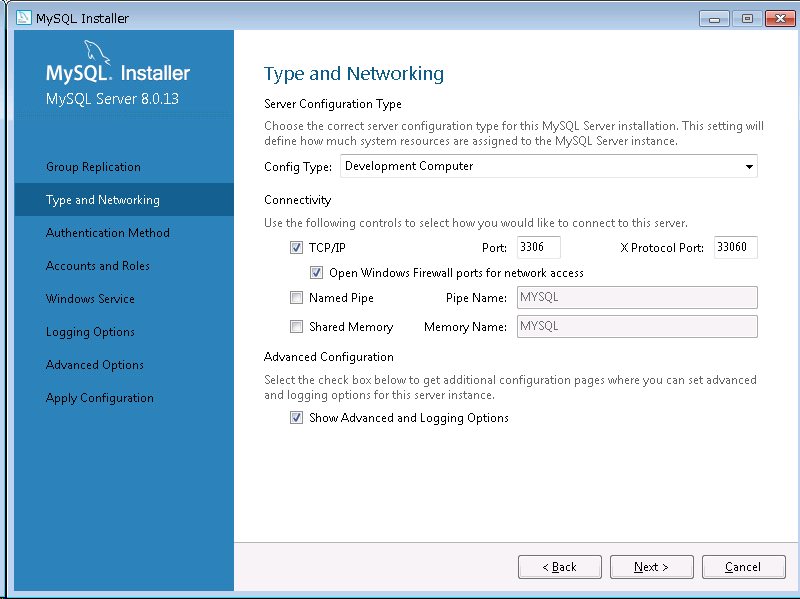 MySQL Installer
MySQL. Installer
MySQL Server 8.0.13
Group Replication
Type and Networking
Authentication Method
Accounts and Roles
Windows Service
Logging Options
Advanced Options
Apply Configuration
Type and Networking
Server Configuration Type
Choose the correct server configuration type for this MySQL Server installation. This setting will
define how much system resources are assigned to the MySQL Server instance.
Config Type: Development Computer
Connectivity
Use the following controls to select how you would like to connect to this server.
TCP/IP Port: 3306 X Protocol Port: 33060
Open Windows Firewall ports for network access
Named Pipe Pipe Name: MYSQL
Shared Memory Memory Name: MYSQL
Advanced Configuration
Select the check box below to get additional configuration pages where you can set advanced
and logging options for this server instance.
Show Advanced and Logging Options
< Back Next > Cancel